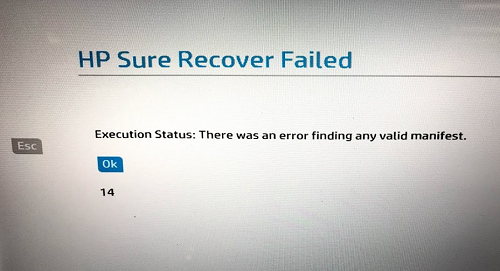 HP Sure Recover Failed
Execution Status: There was an error finding any valid manifest.
Esc
Ok
14